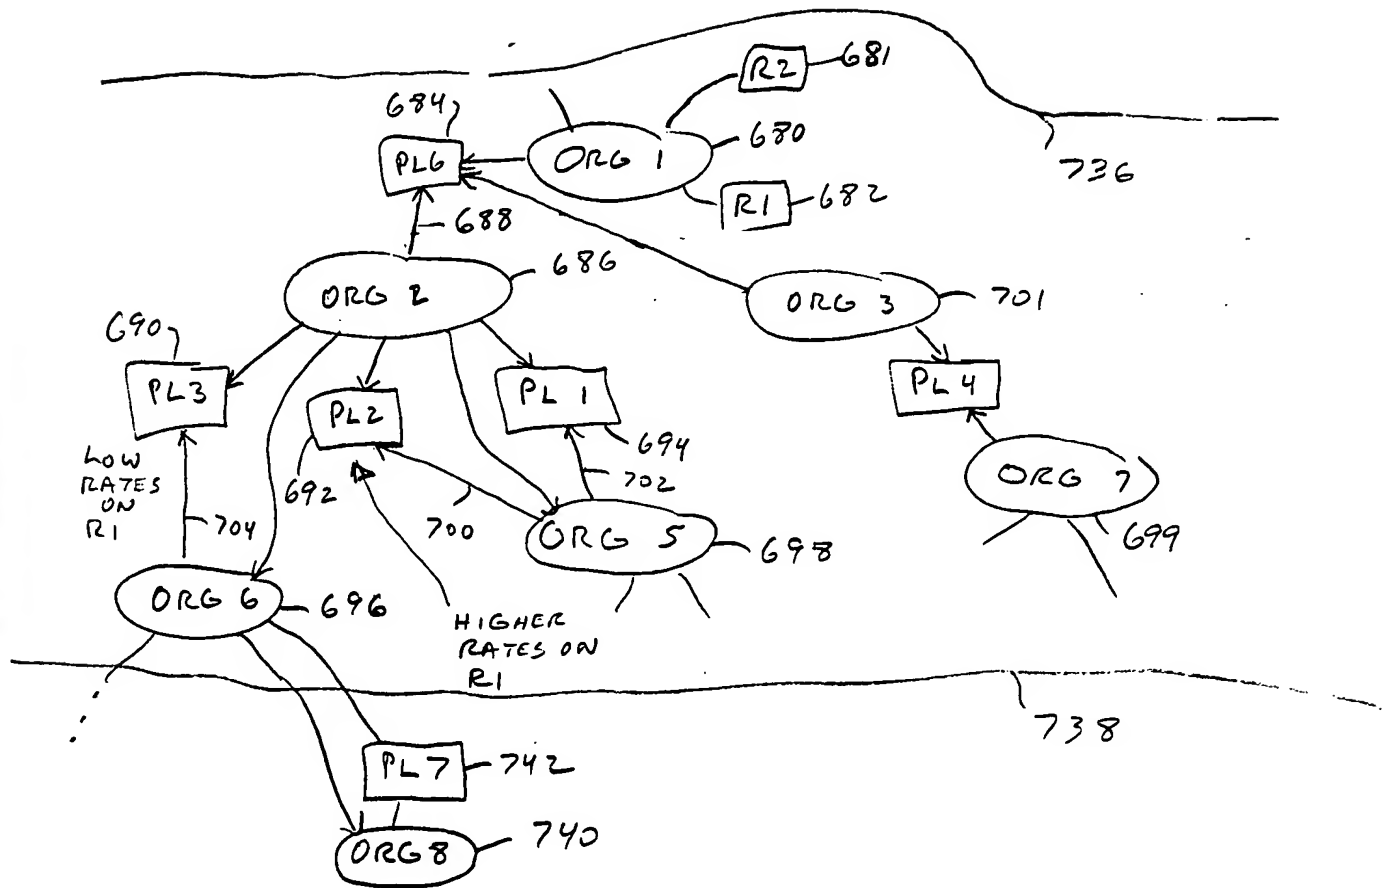 R2
681
684
PL6
ORG 1
680
736
R1
682
688
ORG 2
686
ORG 3
701
690
PL3
PL2
PL 1
PL 4
LOW
RATES
ON
R1
692
694
702
700
704
ORG 7
699
ORG 5
698
ORG 6
696
HIGHER
RATES ON
R1
738
PL7
742
ORG8
740